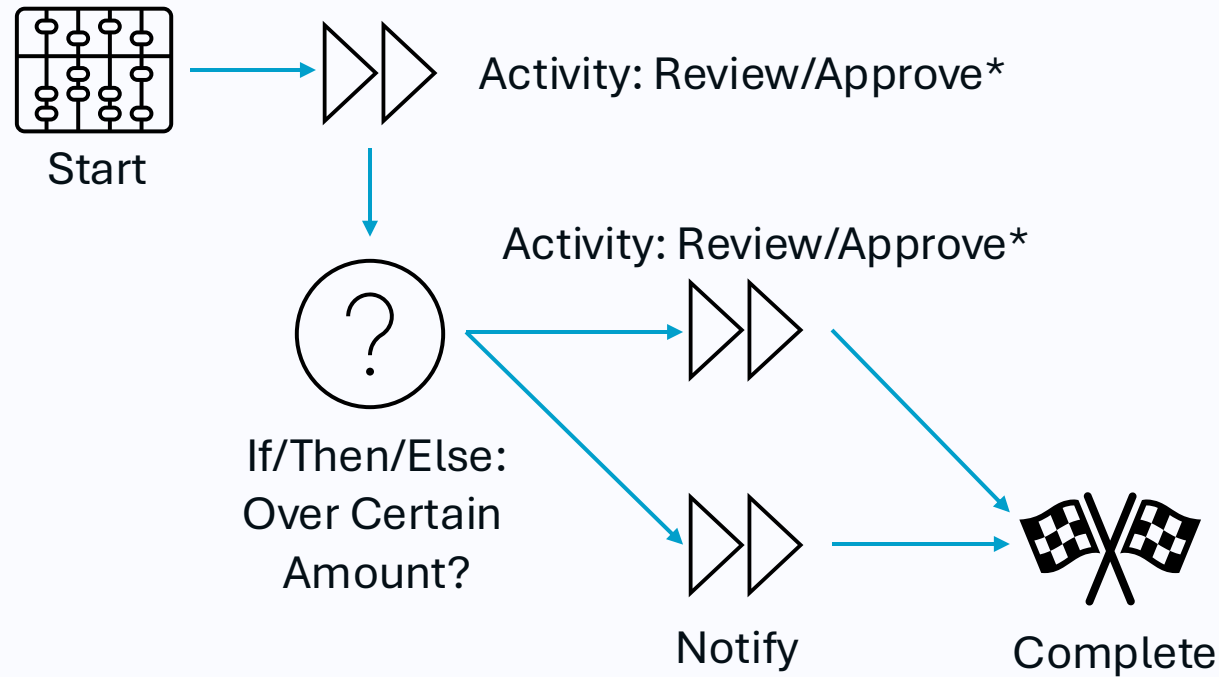 Activity: Review/Approve*
Start
Activity: Review/Approve*
If/Then/Else:
Over Certain
Amount?
Notify
Complete